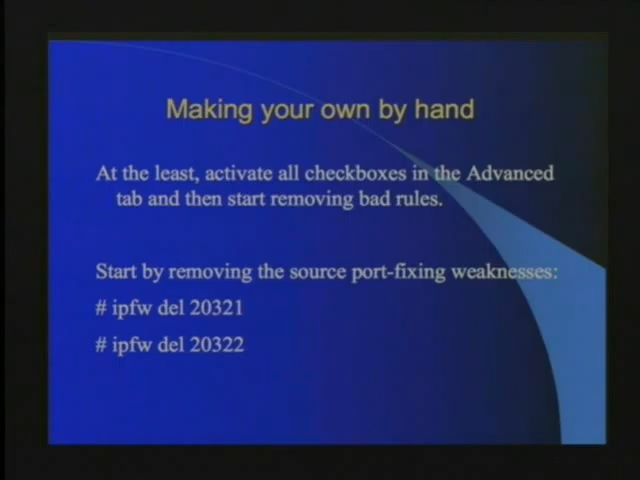 Making your own by hand
At the least, activate all checkboxes in the Advanced
tab and then start removing bad rules.
Start by removing the source port-fixing weaknesses:
# ipfw del 20321
# ipfw del 20322